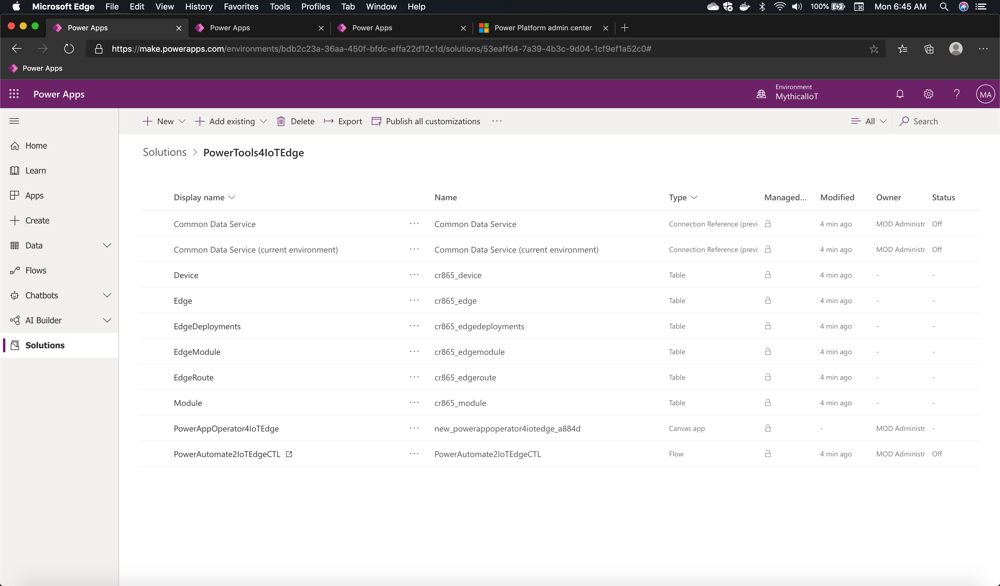 Microsoft Edge File Edit View History Favorites Tools Profiles Tab Window Help 100% Mon 6:45 AM
Power Apps Power Apps Power Apps Power Platform admin center
https://make.powerapps.com/environments/bdb2c23a-36aa-450f-bfdc-effa22d12c1d/solutions/53eaffd4-7a39-4b3c-9d04-1cf9ef1a52c0#
Power Apps
Power Apps Environment MythicalIoT ? MA
New Add existing Delete Export Publish all customizations ··· All Search
Home
Learn
Apps
Create
Data
Flows
Chatbots
AI Builder
Solutions
Solutions > PowerTools4IoTEdge
Display name Name Type Managed... Modified Owner Status
Common Data Service ··· Common Data Service Connection Reference (previ 4 min ago MOD Administr Off
Common Data Service (current environment) ··· Common Data Service (current environment) Connection Reference (previ 4 min ago MOD Administr Off
Device ··· cr865_device Table 4 min ago - -
Edge ··· cr865_edge Table 4 min ago - -
EdgeDeployments ··· cr865_edgedeployments Table 4 min ago - -
EdgeModule ··· cr865_edgemodule Table 4 min ago - -
EdgeRoute ··· cr865_edgeroute Table 4 min ago - -
Module ··· cr865_module Table 4 min ago - -
PowerAppOperator4IoTEdge ··· new_powerappoperator4iotedge_a884d Canvas app - MOD Administr -
PowerAutomate2IoTEdgeCTL ··· PowerAutomate2IoTEdgeCTL Flow 4 min ago MOD Administr Off